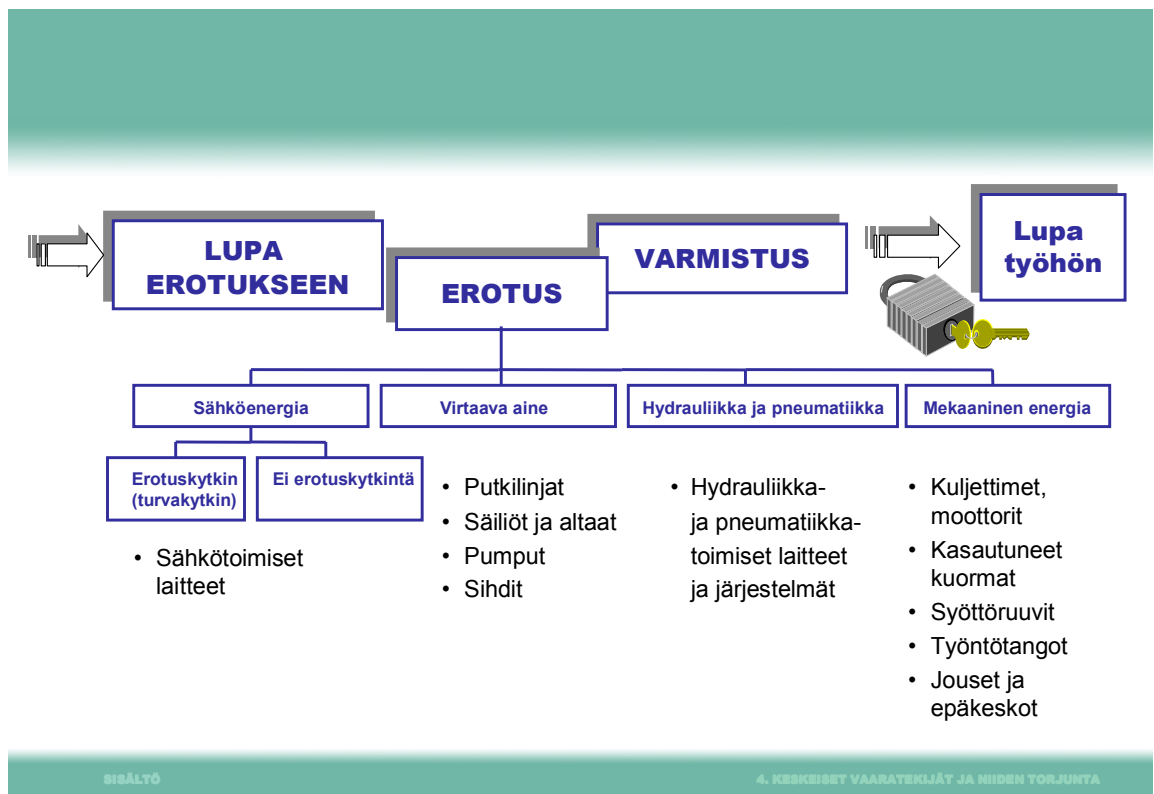 LUPA
EROTUKSEEN
EROTUS
VARMISTUS
Lupa
työhön
Sähköenergia
Virtaava aine
Hydrauliikka ja pneumatiikka
Mekaaninen energia
Erotuskytkin
(turvakytkin)
Ei erotuskytkintä
• Sähkötoimiset
laitteet
• Putkilinjat
• Säiliöt ja altaat
• Pumput
• Sihdit
• Hydrauliikka-
ja pneumatiikka-
toimiset laitteet
ja järjestelmät
• Kuljettimet,
moottorit
• Kasautuneet
kuormat
• Syöttöruuvit
• Työntötangot
• Jouset ja
epäkeskot
SISÄLTÖ
4. KESKEISET VAARATEKIJÄT JA NIIDEN TORJUNTA